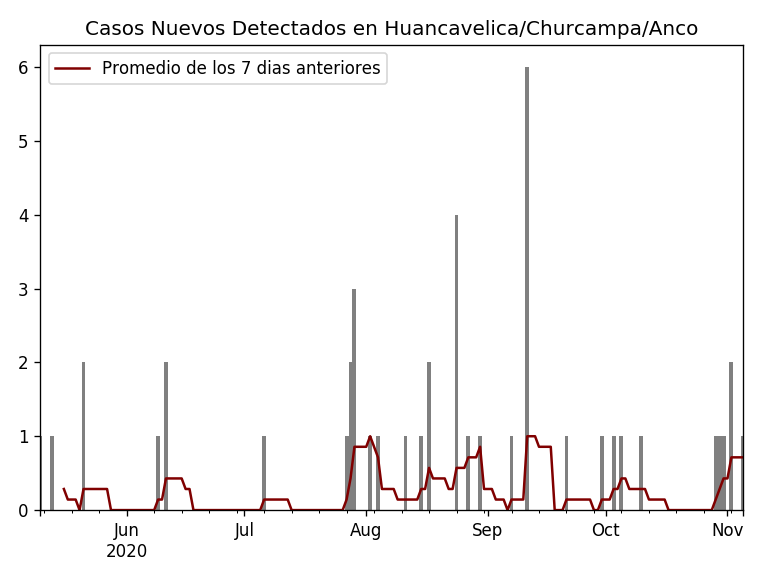 Casos Nuevos Detectados en Huancavelica/Churcampa/Anco
Promedio de los 7 dias anteriores
6
5
4
3
2
1
0
Jun
2020
Jul
Aug
Sep
Oct
Nov